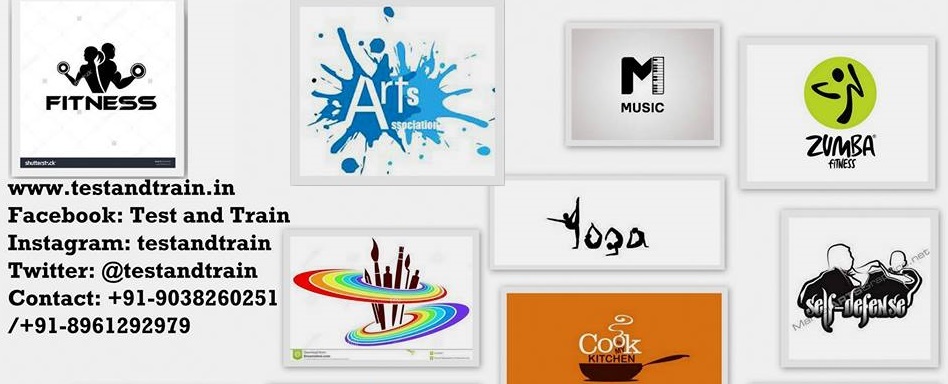 FITNESS
shutterstock
Arts
Association
MUSIC
ZUMBA
FITNESS
www.testandtrain.in
Facebook: Test and Train
Instagram: testandtrain
Twitter: @testandtrain
Contact: +91-9038260251
/+91-8961292979
Yoga
self-defense
Cook
MY
KITCHEN